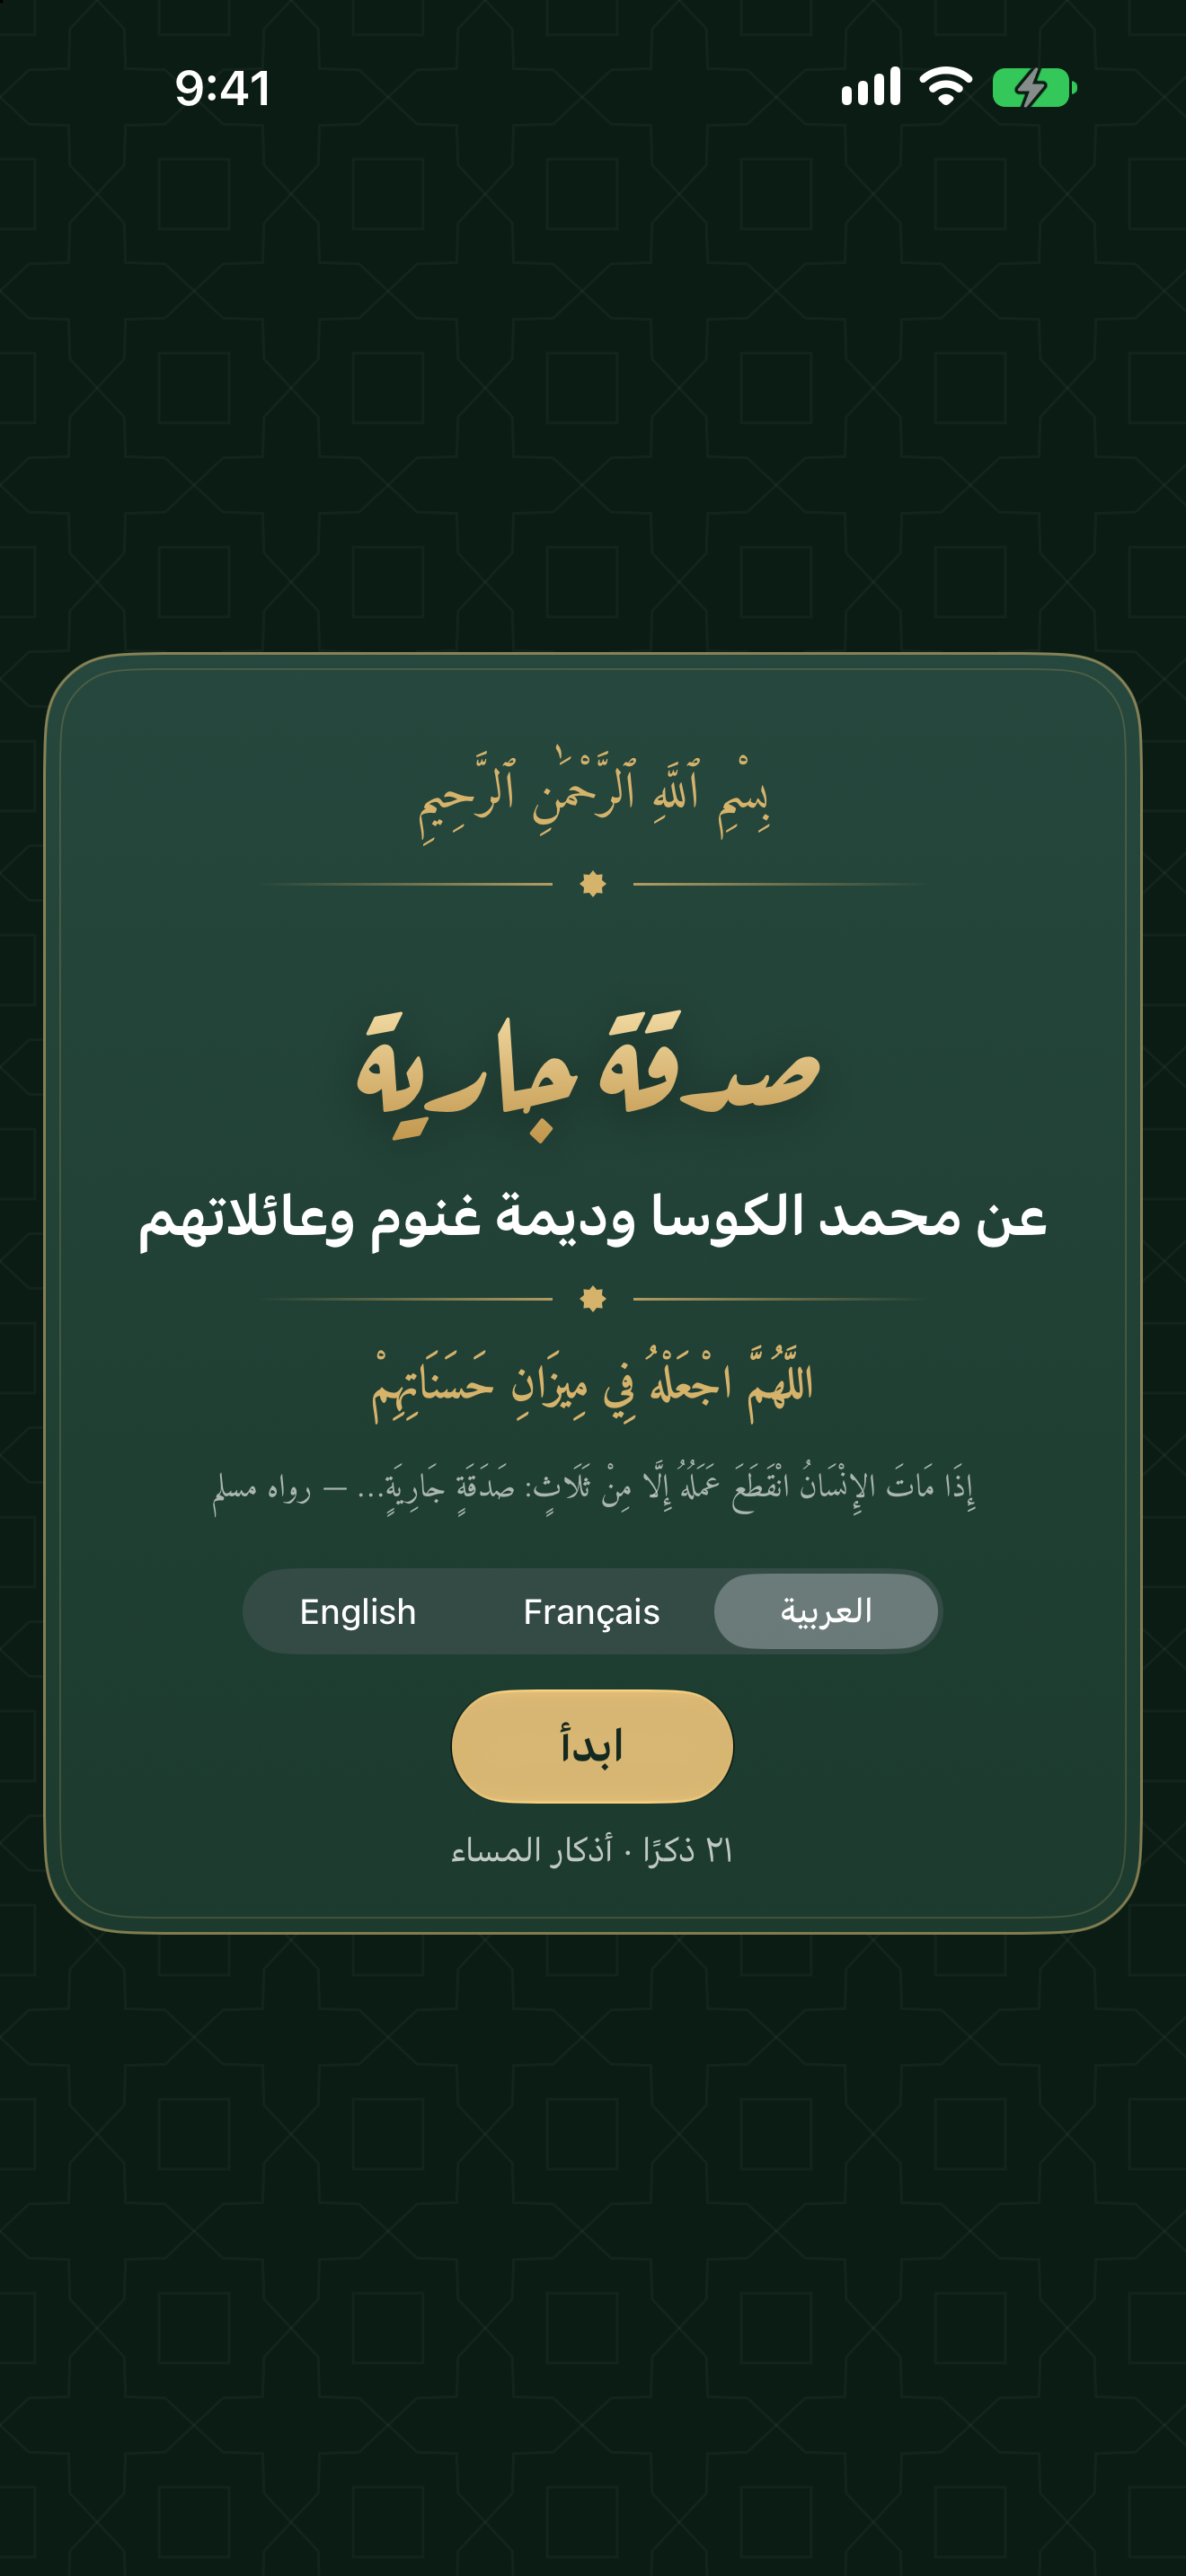 9:41
بِسْمِ ٱللَّهِ ٱلرَّحْمَٰنِ ٱلرَّحِيمِ
صدقة جارية
عن محمد الكوسا وديمة غنوم وعائلاتهم
اللَّهُمَّ اجْعَلْهُ فِي مِيزَانِ حَسَنَاتِهِمْ
إِذَا مَاتَ الإِنْسَانُ انْقَطَعَ عَمَلُهُ إِلَّا مِنْ ثَلَاثٍ: صَدَقَةٍ جَارِيَةٍ... — رواه مسلم
العربية Français English
ابدأ
٢١ ذكرًا · أذكار المساء